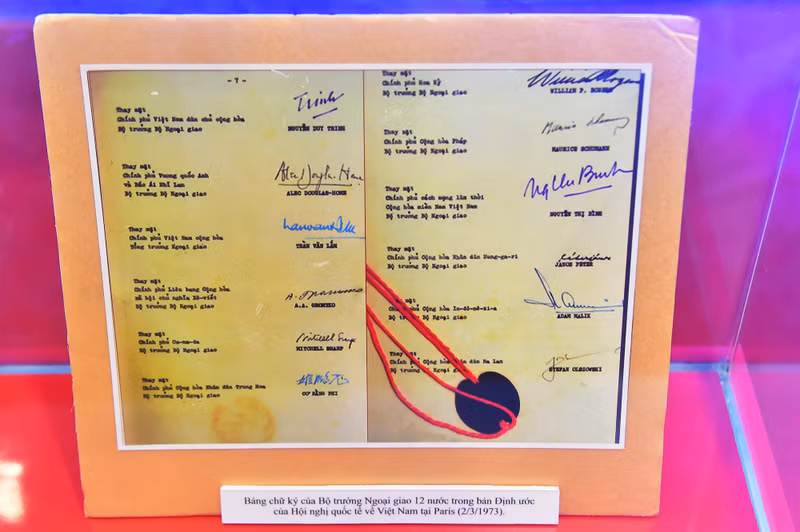 - 7 -
Thay mặt
Chính phủ Việt Nam dân chủ cộng hòa
Bộ trưởng Bộ Ngoại giao
Trinh
NGUYỄN DUY TRINH
Thay mặt
Chính phủ Vương quốc Anh
và Bắc Ai Nhĩ Lan
Bộ trưởng Bộ Ngoại giao
ALEC DOUGLAS-HOME
Thay mặt
Chính phủ Việt Nam cộng hòa
Tổng trưởng Ngoại giao
TRẦN VĂN LẮM
Thay mặt
Chính phủ Liên bang Cộng hòa
xã hội chủ nghĩa Xô-viết
Bộ trưởng Bộ Ngoại giao
A.A. GROMYKO
Thay mặt
Chính phủ Ca-na-đa
Bộ trưởng Bộ Ngoại giao
Mitchell Sharp
MITCHELL SHARP
Thay mặt
Chính phủ Cộng hòa Nhân dân Trung Hoa
Bộ trưởng Bộ Ngoại giao
CƠ BẰNG PHI
Thay mặt
Chính phủ Hoa Kỳ
Bộ trưởng Bộ Ngoại giao
WILLIAM P. ROGERS
Thay mặt
Chính phủ Cộng hòa Pháp
Bộ trưởng Bộ Ngoại giao
MAURICE SCHUMANN
Thay mặt
Chính phủ cách mạng lâm thời
Cộng hòa miền Nam Việt Nam
Bộ trưởng Bộ Ngoại giao
NGUYỄN THỊ BÌNH
Thay mặt
Chính phủ Cộng hòa Nhân dân Hung-ga-ri
Bộ trưởng Bộ Ngoại giao
JANOS PETER
mặt
Chính phủ Cộng hòa In-đô-nê-xi-a
Bộ trưởng Bộ Ngoại giao
ADAM MALIK
Thay mặt
Chính phủ Cộng hòa Nhân dân Ba Lan
Bộ trưởng Bộ Ngoại giao
STEFAN OLSZOWSKI
Bảng chữ ký của Bộ trưởng Ngoại giao 12 nước trong bản Định ước
của Hội nghị quốc tế về Việt Nam tại Paris (2/3/1973).